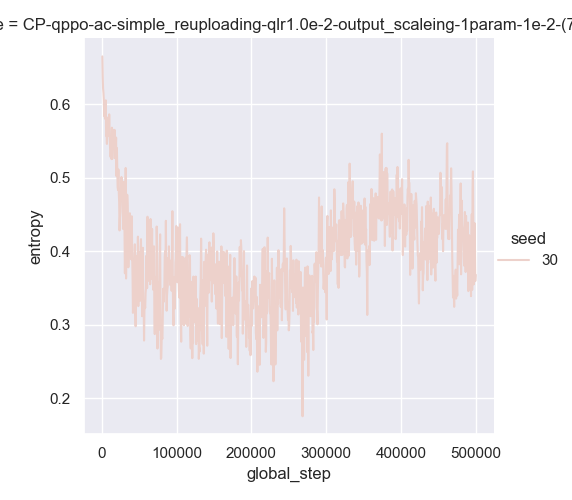 e = CP-qppo-ac-simple_reuploading-qlr1.0e-2-output_scaleing-1param-1e-2-(7
0.6
0.5
0.4
0.3
0.2
entropy
seed
30
0 100000 200000 300000 400000 500000
global_step